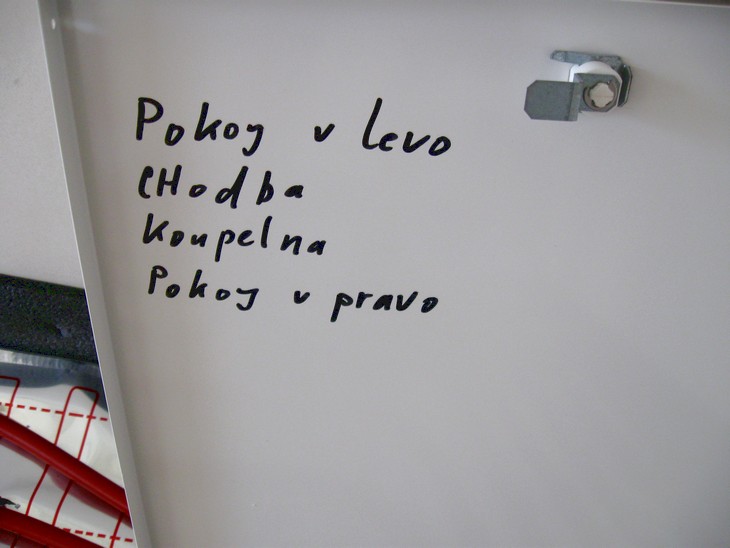 Pokoj v levo
CHodba
Koupelna
Pokoj v pravo